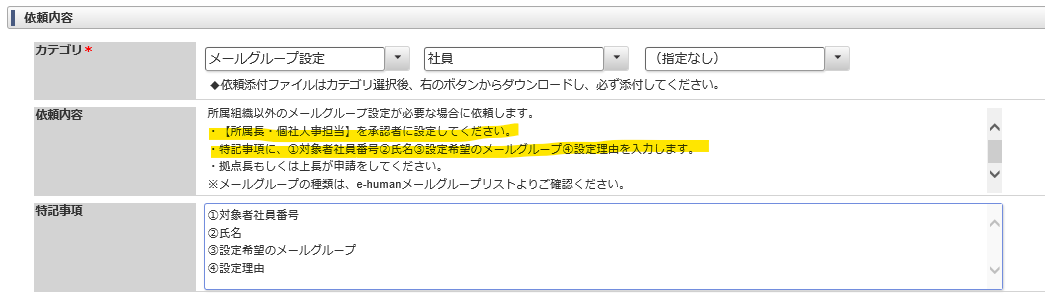 依頼内容
カテゴリ*
メールグループ設定 社員 （指定なし）
◆依頼添付ファイルはカテゴリ選択後、右のボタンからダウンロードし、必ず添付してください。
依頼内容
所属組織以外のメールグループ設定が必要な場合に依頼します。
・【所属長・個社人事担当】を承認者に設定してください。
・特記事項に、①対象者社員番号②氏名③設定希望のメールグループ④設定理由を入力します。
・拠点長もしくは上長が申請をしてください。
※メールグループの種類は、e-humanメールグループリストよりご確認ください。
特記事項
①対象者社員番号
②氏名
③設定希望のメールグループ
④設定理由